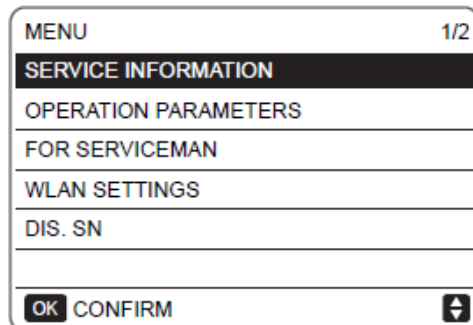 MENU 1/2
SERVICE INFORMATION
OPERATION PARAMETERS
FOR SERVICEMAN
WLAN SETTINGS
DIS. SN
OK CONFIRM